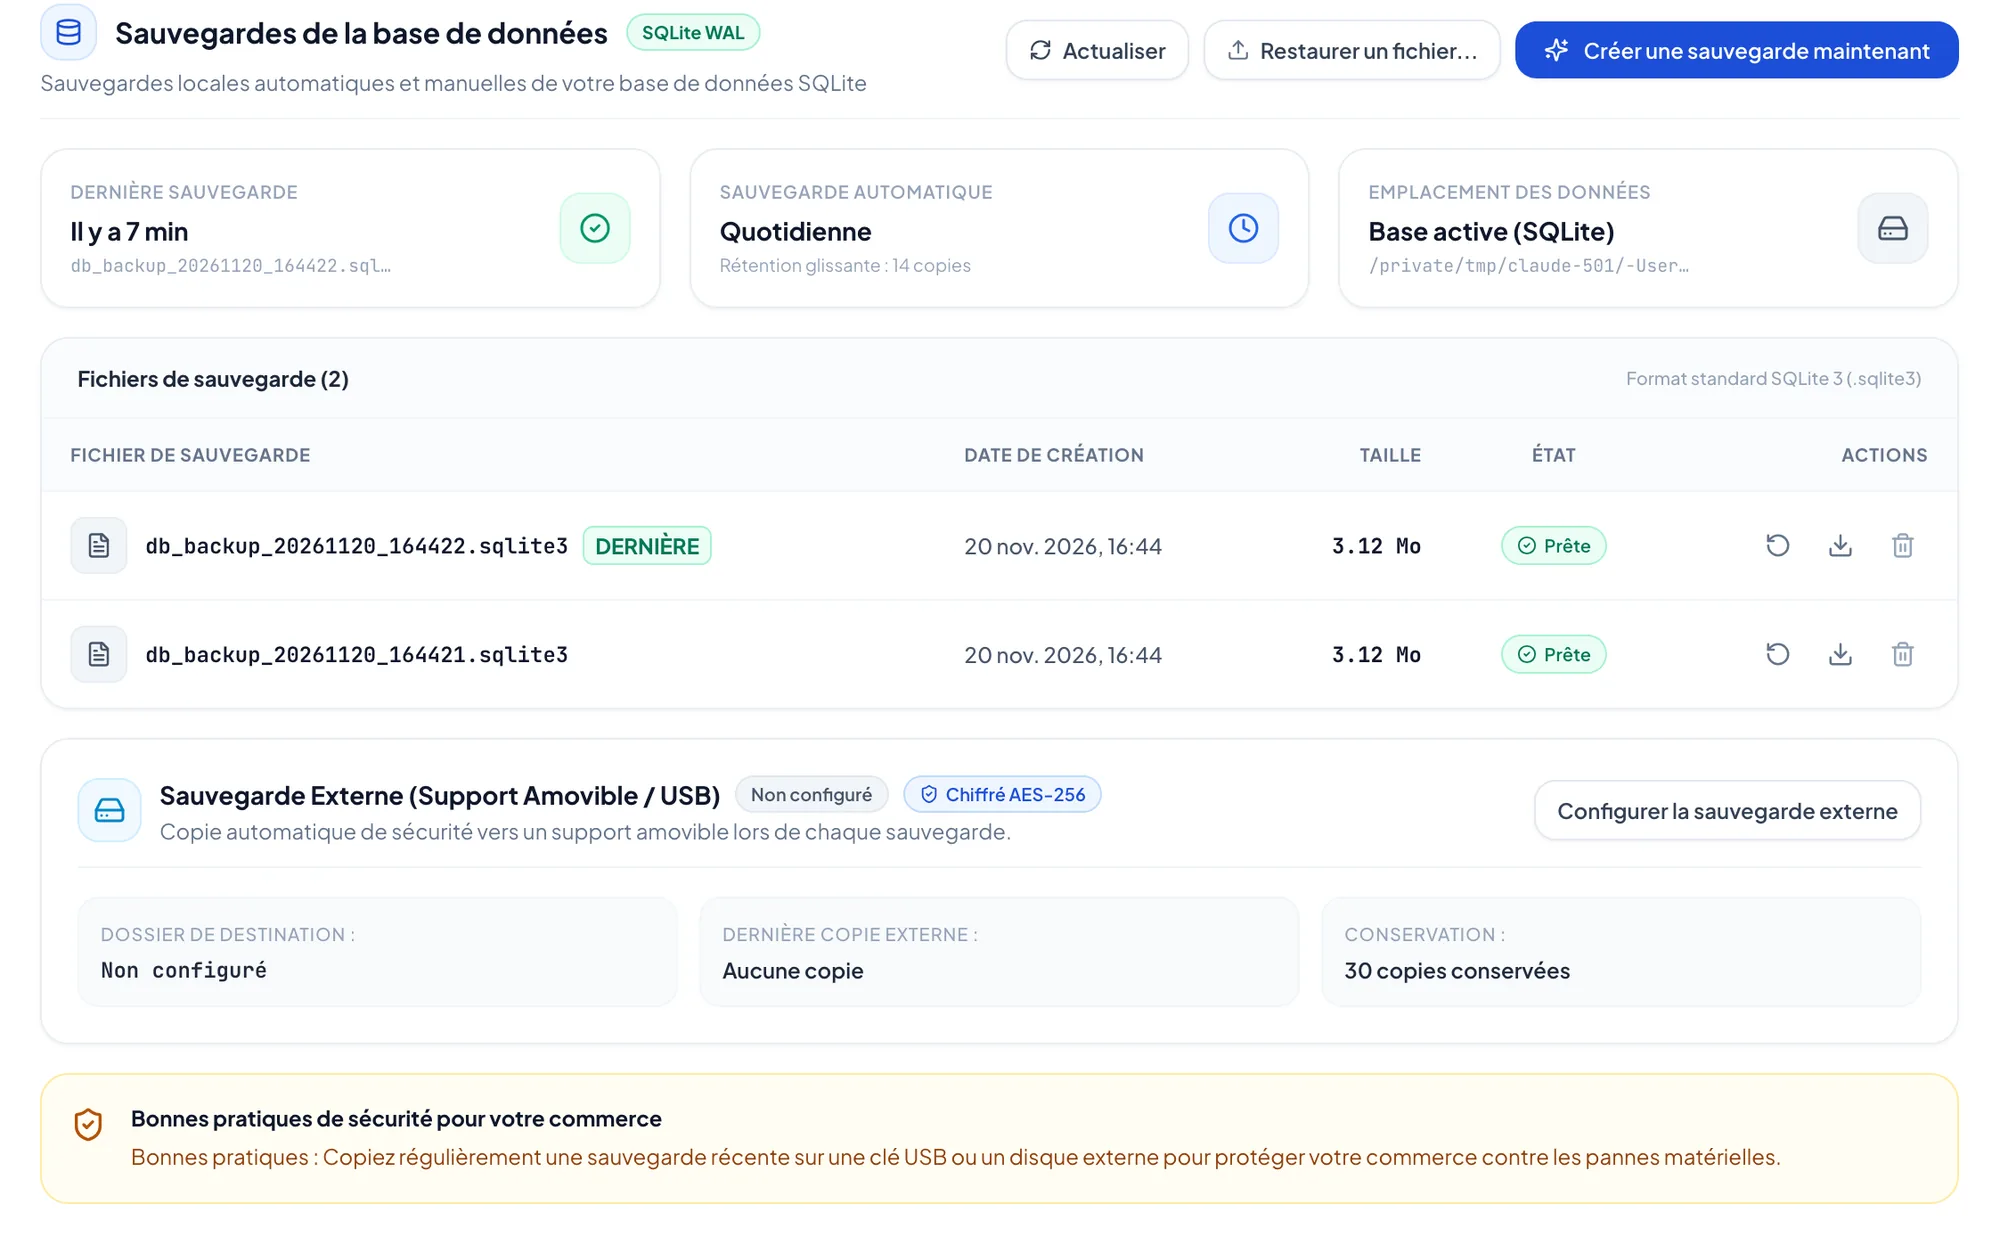 Sauvegardes de la base de données SQLite WAL
Sauvegardes locales automatiques et manuelles de votre base de données SQLite
Actualiser
Restaurer un fichier...
Créer une sauvegarde maintenant
DERNIÈRE SAUVEGARDE
Il y a 7 min
db_backup_20261120_164422.sql…
SAUVEGARDE AUTOMATIQUE
Quotidienne
Rétention glissante : 14 copies
EMPLACEMENT DES DONNÉES
Base active (SQLite)
/private/tmp/claude-501/-User…
Fichiers de sauvegarde (2)
Format standard SQLite 3 (.sqlite3)
FICHIER DE SAUVEGARDE DATE DE CRÉATION TAILLE ÉTAT ACTIONS
db_backup_20261120_164422.sqlite3 DERNIÈRE 20 nov. 2026, 16:44 3.12 Mo Prête
db_backup_20261120_164421.sqlite3 20 nov. 2026, 16:44 3.12 Mo Prête
Sauvegarde Externe (Support Amovible / USB) Non configuré Chiffré AES-256
Copie automatique de sécurité vers un support amovible lors de chaque sauvegarde.
Configurer la sauvegarde externe
DOSSIER DE DESTINATION :
Non configuré
DERNIÈRE COPIE EXTERNE :
Aucune copie
CONSERVATION :
30 copies conservées
Bonnes pratiques de sécurité pour votre commerce
Bonnes pratiques : Copiez régulièrement une sauvegarde récente sur une clé USB ou un disque externe pour protéger votre commerce contre les pannes matérielles.